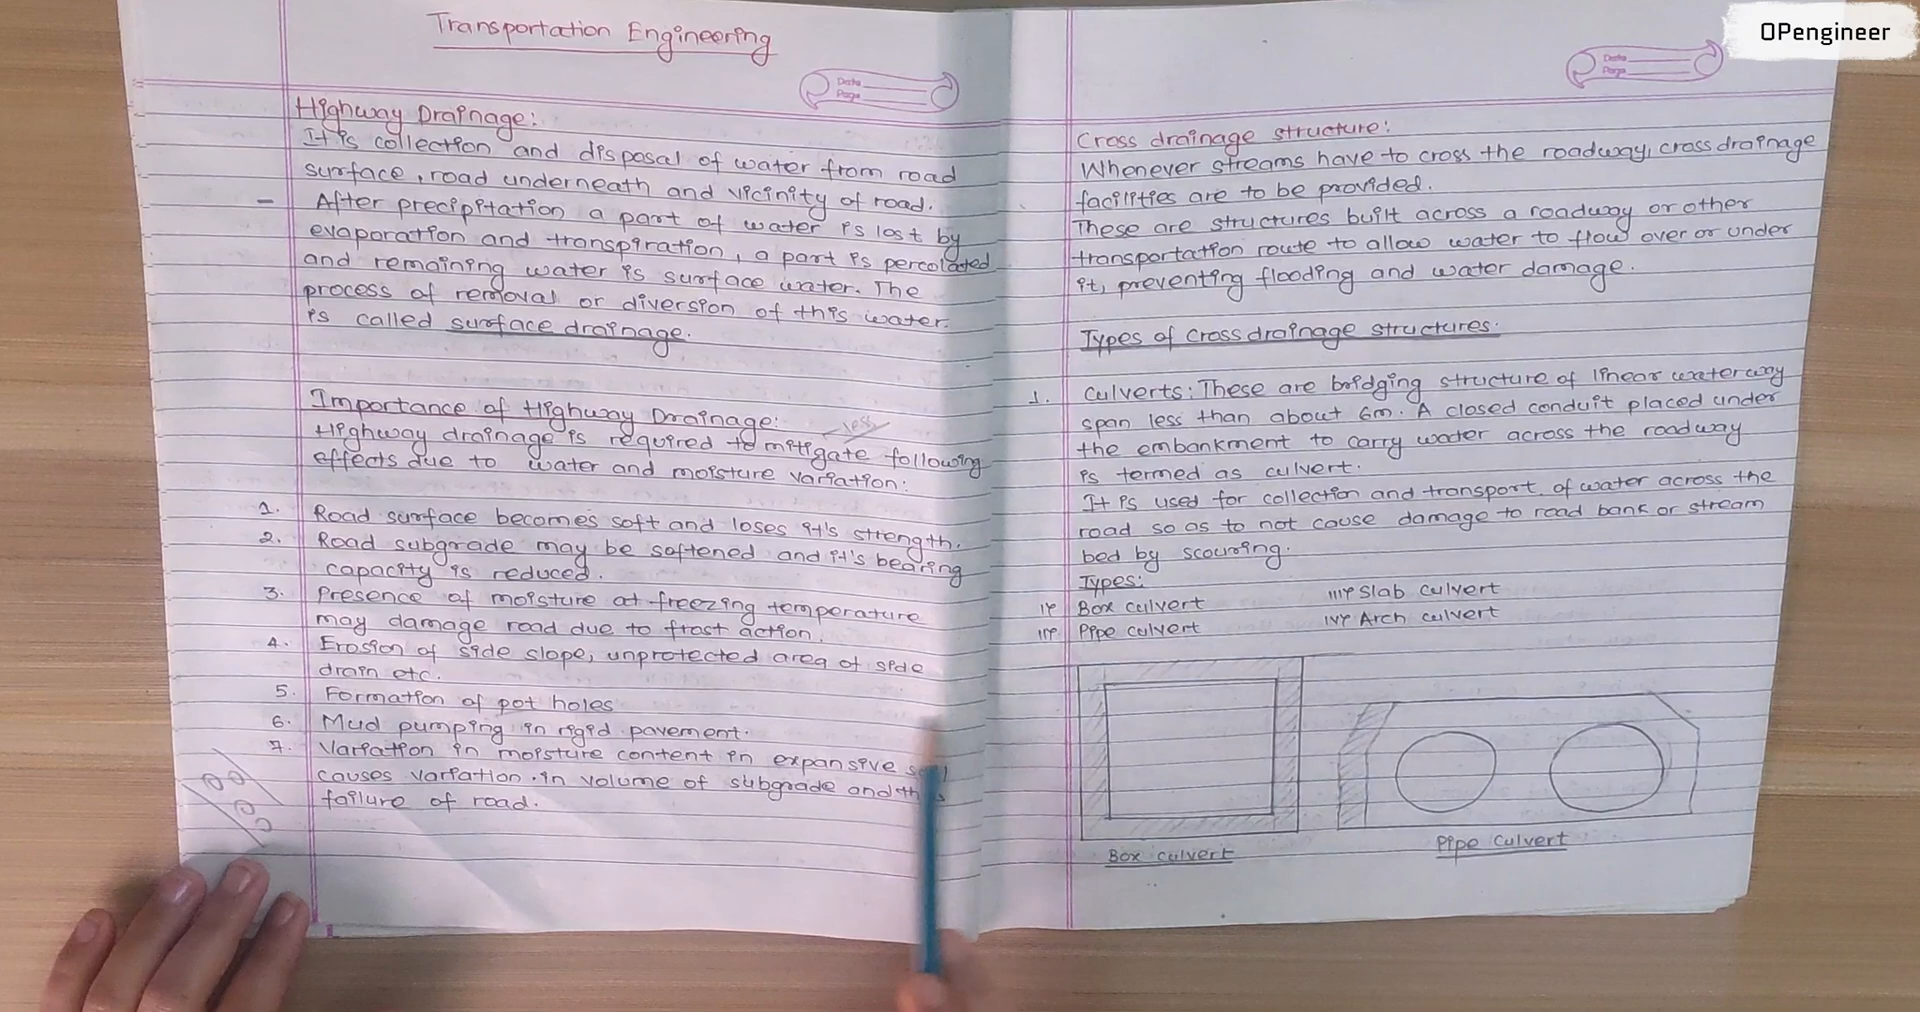 OPengineer
Transportation Engineering
Date
Page
Highway Drainage:
It is collection and disposal of water from road
surface, road underneath and vicinity of road.
- After precipitation a part of water is lost by
evaporation and transpiration, a part is percolated
and remaining water is surface water. The
process of removal or diversion of this water.
is called surface drainage.
Importance of Highway Drainage:
Highway drainage is required to mitigate following
effects due to water and moisture variation:
1. Road surface becomes soft and loses it's strength.
2. Road subgrade may be softened and it's bearing
capacity is reduced.
3. Presence of moisture at freezing temperature
may damage road due to frost action.
4. Erosion of side slope, unprotected area of side
drain etc.
5. Formation of pot holes
6. Mud pumping in rigid pavement.
7. Variation in moisture content in expansive
causes variation in volume of subgrade and
failure of road.
Date
Page
Cross drainage structure:
Whenever streams have to cross the roadway, cross drainage
facilities are to be provided.
These are structures built across a roadway or other
transportation route to allow water to flow over or under
it, preventing flooding and water damage.
Types of Cross drainage structures:
1. Culverts: These are bridging structure of linear waterway
span less than about 6m. A closed conduit placed under
the embankment to carry water across the roadway
is termed as culvert.
It is used for collection and transport of water across the
road so as to not cause damage to road bank or stream
bed by scouring.
Types:
i) Box culvert iii) Slab culvert
ii) Pipe culvert iv) Arch culvert
Box culvert
Pipe culvert